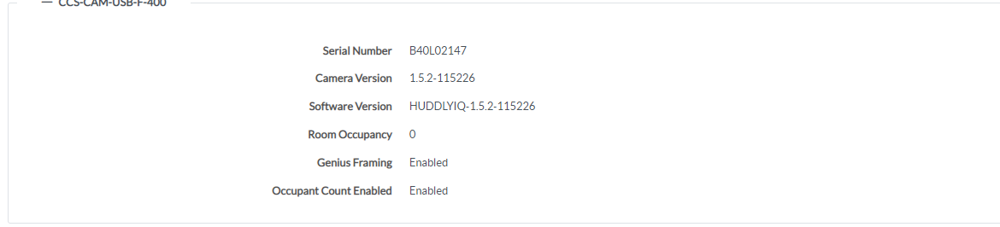 — CCS-CAM-USB-F-400
Serial Number B40L02147
Camera Version 1.5.2-115226
Software Version HUDDLYIQ-1.5.2-115226
Room Occupancy 0
Genius Framing Enabled
Occupant Count Enabled Enabled